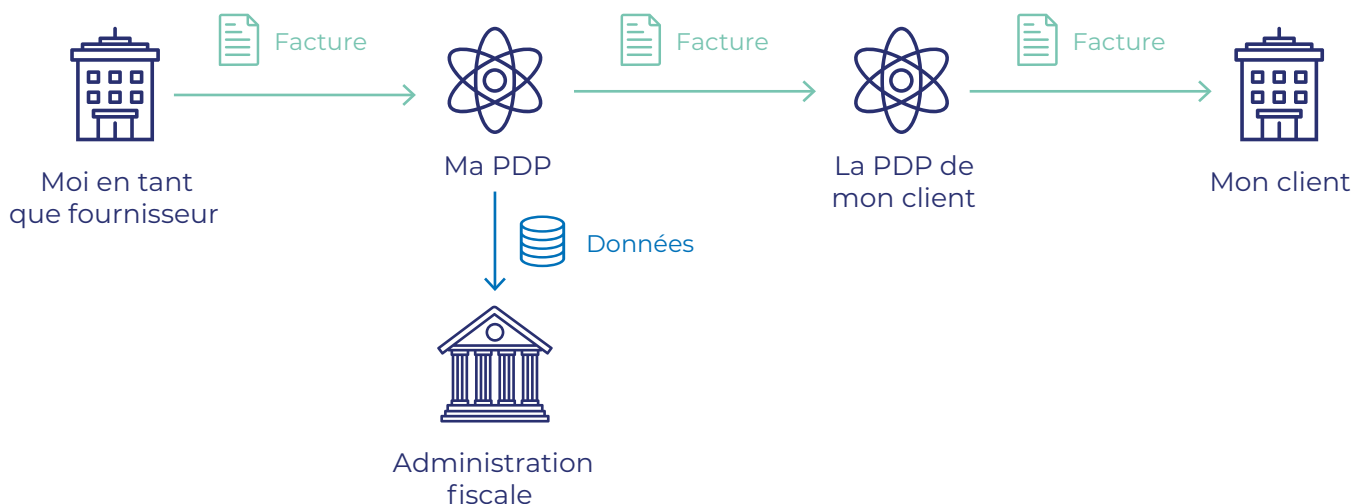 Facture
Facture
Facture
Moi en tant
que fournisseur
Ma PDP
La PDP de
mon client
Mon client
Données
Administration
fiscale